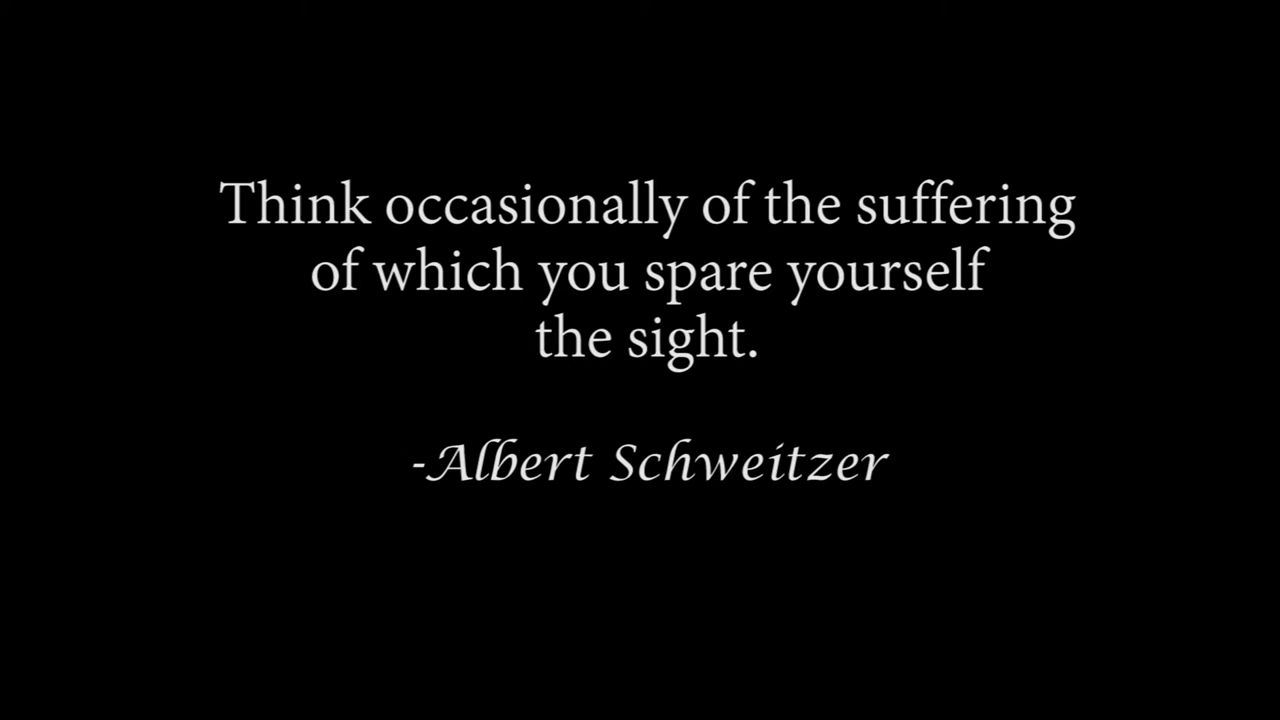 Think occasionally of the suffering
of which you spare yourself
the sight.
-Albert Schweitzer